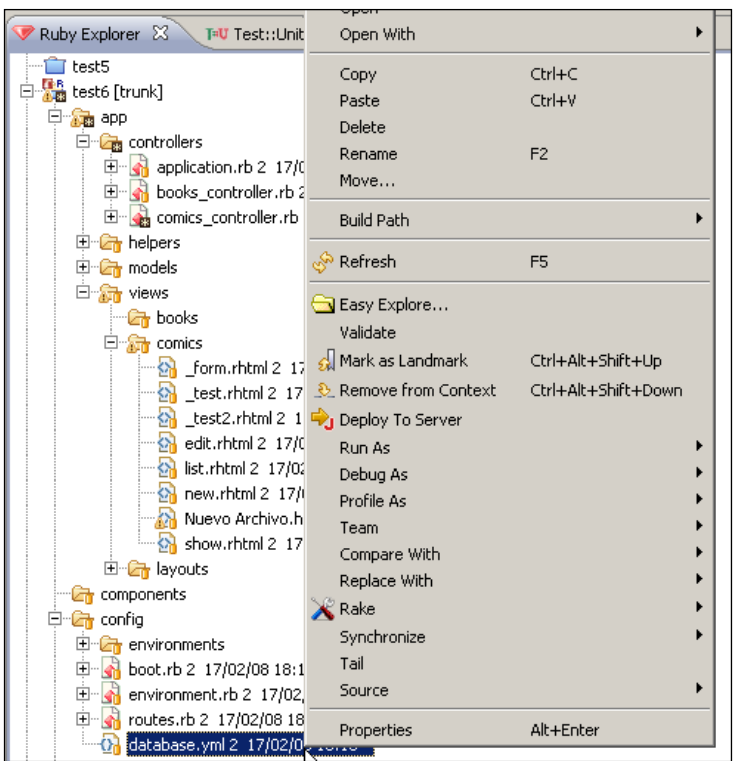 Ruby Explorer
Test::Unit
test5
test6 [trunk]
app
controllers
application.rb 2 17/0
books_controller.rb 2
comics_controller.rb
helpers
models
views
books
comics
_form.rhtml 2 17
_test.rhtml 2 17
_test2.rhtml 2 1
edit.rhtml 2 17/0
list.rhtml 2 17/02
new.rhtml 2 17/
Nuevo Archivo.h
show.rhtml 2 17
layouts
components
config
environments
boot.rb 2 17/02/08 18:1
environment.rb 2 17/02/
routes.rb 2 17/02/08 18
database.yml 2 17/02/0
Open
Open With
Copy Ctrl+C
Paste Ctrl+V
Delete
Rename F2
Move...
Build Path
Refresh F5
Easy Explore...
Validate
Mark as Landmark Ctrl+Alt+Shift+Up
Remove from Context Ctrl+Alt+Shift+Down
Deploy To Server
Run As
Debug As
Profile As
Team
Compare With
Replace With
Rake
Synchronize
Tail
Source
Properties Alt+Enter